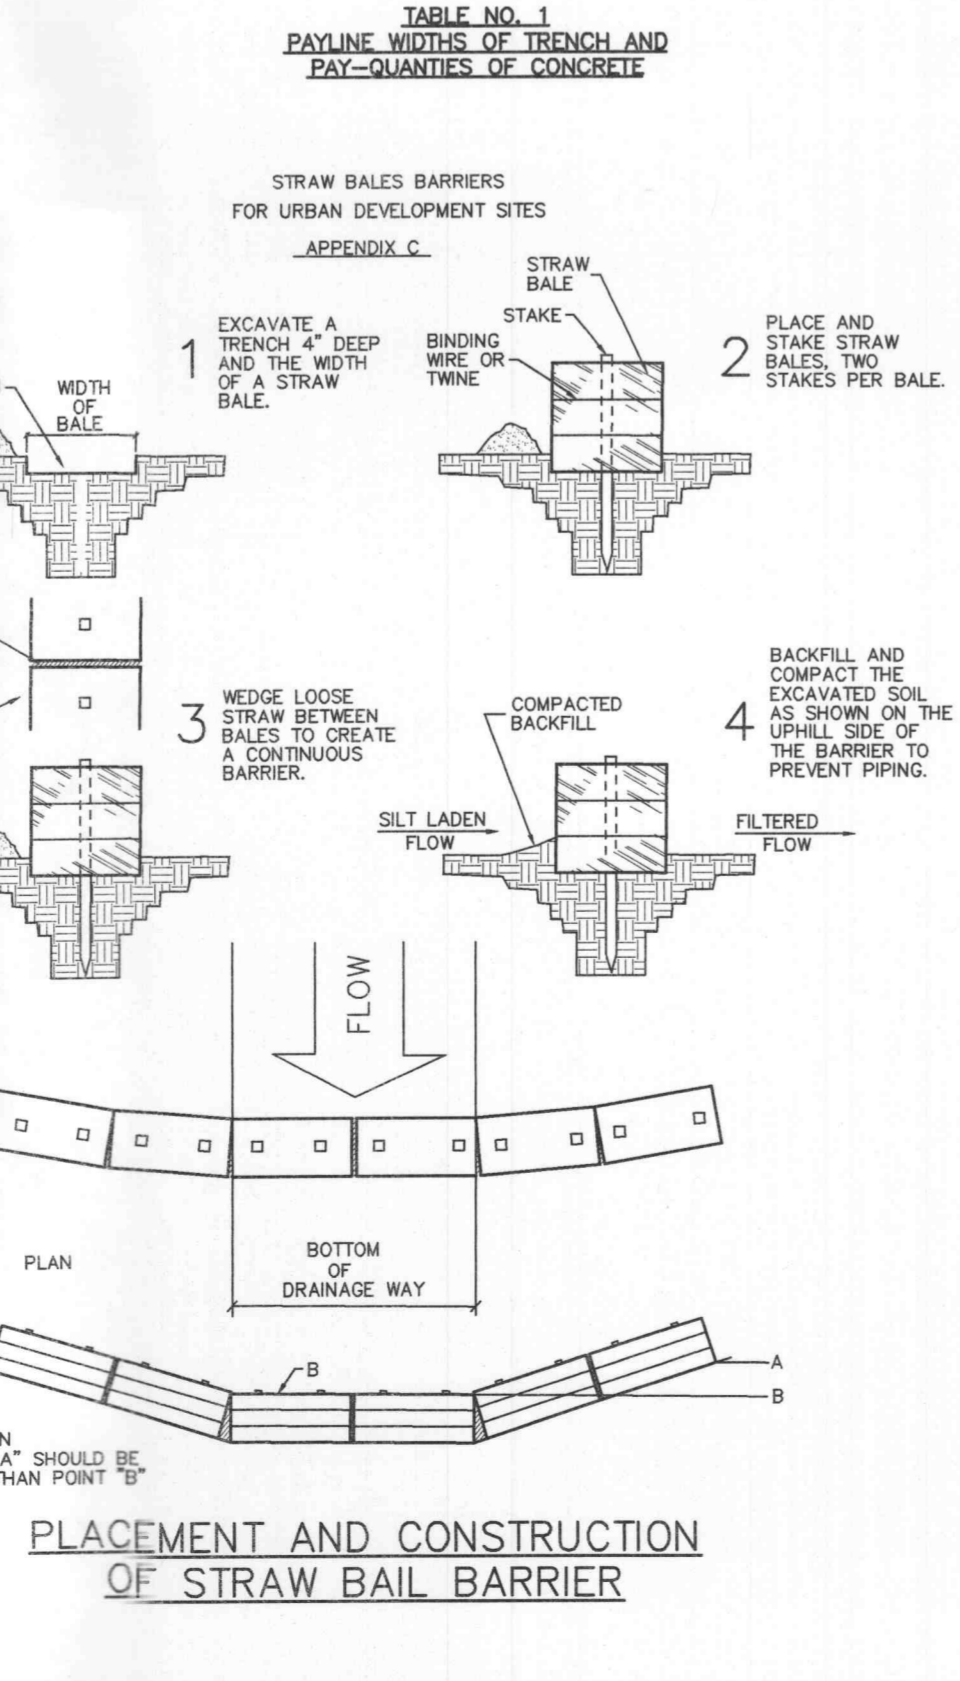 TABLE NO. 1
PAYLINE WIDTHS OF TRENCH AND
PAY-QUANTIES OF CONCRETE
STRAW BALES BARRIERS
FOR URBAN DEVELOPMENT SITES
APPENDIX C
1
EXCAVATE A
TRENCH 4" DEEP
AND THE WIDTH
OF A STRAW
BALE.
WIDTH
OF
BALE
STRAW
BALE
STAKE
BINDING
WIRE OR
TWINE
2
PLACE AND
STAKE STRAW
BALES, TWO
STAKES PER BALE.
3
WEDGE LOOSE
STRAW BETWEEN
BALES TO CREATE
A CONTINUOUS
BARRIER.
COMPACTED
BACKFILL
4
BACKFILL AND
COMPACT THE
EXCAVATED SOIL
AS SHOWN ON THE
UPHILL SIDE OF
THE BARRIER TO
PREVENT PIPING.
SILT LADEN
FLOW
FILTERED
FLOW
FLOW
PLAN
BOTTOM
OF
DRAINAGE WAY
B
A
B
N
A" SHOULD BE
THAN POINT "B"
PLACEMENT AND CONSTRUCTION
OF STRAW BAIL BARRIER